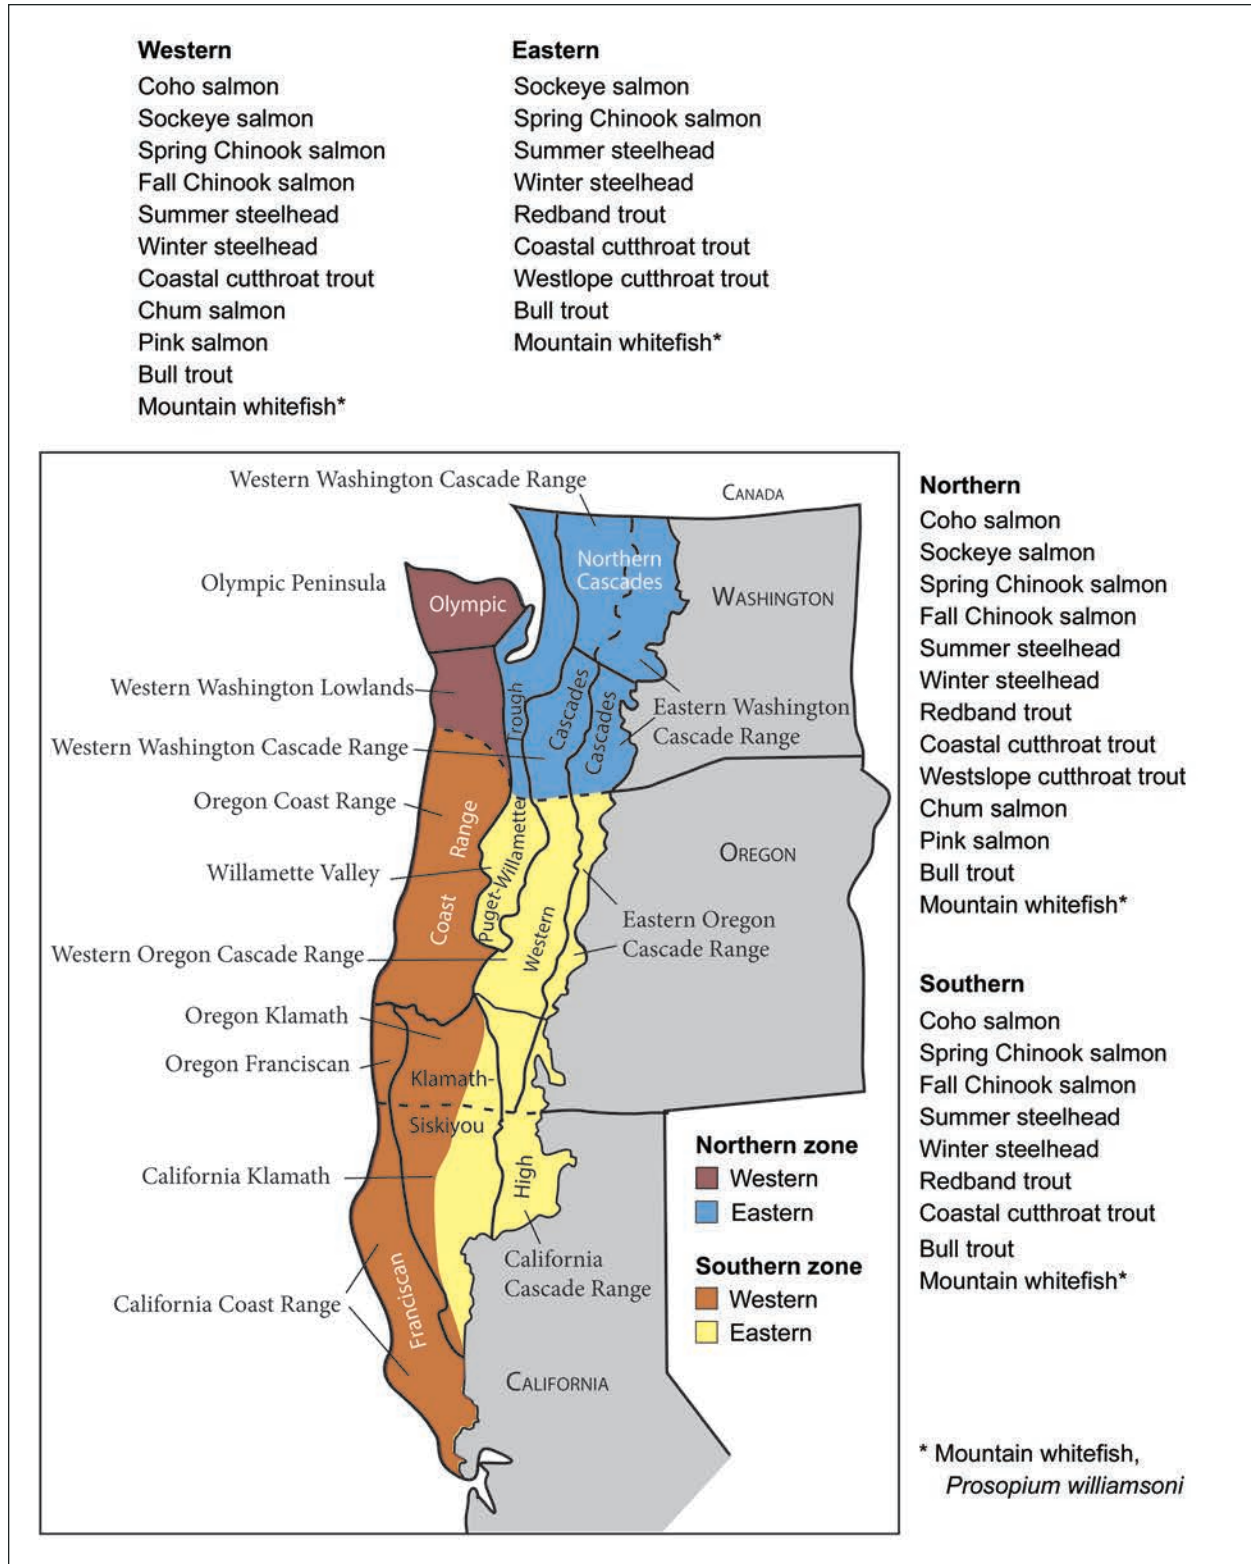 Western
Coho salmon
Sockeye salmon
Spring Chinook salmon
Fall Chinook salmon
Summer steelhead
Winter steelhead
Coastal cutthroat trout
Chum salmon
Pink salmon
Bull trout
Mountain whitefish*
Eastern
Sockeye salmon
Spring Chinook salmon
Summer steelhead
Winter steelhead
Redband trout
Coastal cutthroat trout
Westlope cutthroat trout
Bull trout
Mountain whitefish*
Western Washington Cascade Range
CANADA
Northern
Cascades
Olympic Peninsula
Olympic
WASHINGTON
Western Washington Lowlands
Trough
Cascades
Cascades
Eastern Washington
Cascade Range
Western Washington Cascade Range
Oregon Coast Range
Coast Range
Willamette Valley
Puget-Willamette
OREGON
Western
Eastern Oregon
Cascade Range
Western Oregon Cascade Range
Oregon Klamath
Oregon Franciscan
Klamath-
Siskiyou
California Klamath
High
California
Cascade Range
California Coast Range
Franciscan
CALIFORNIA
Northern zone
Western
Eastern
Southern zone
Western
Eastern
Northern
Coho salmon
Sockeye salmon
Spring Chinook salmon
Fall Chinook salmon
Summer steelhead
Winter steelhead
Redband trout
Coastal cutthroat trout
Westslope cutthroat trout
Chum salmon
Pink salmon
Bull trout
Mountain whitefish*
Southern
Coho salmon
Spring Chinook salmon
Fall Chinook salmon
Summer steelhead
Winter steelhead
Redband trout
Coastal cutthroat trout
Bull trout
Mountain whitefish*
* Mountain whitefish,
Prosopium williamsoni